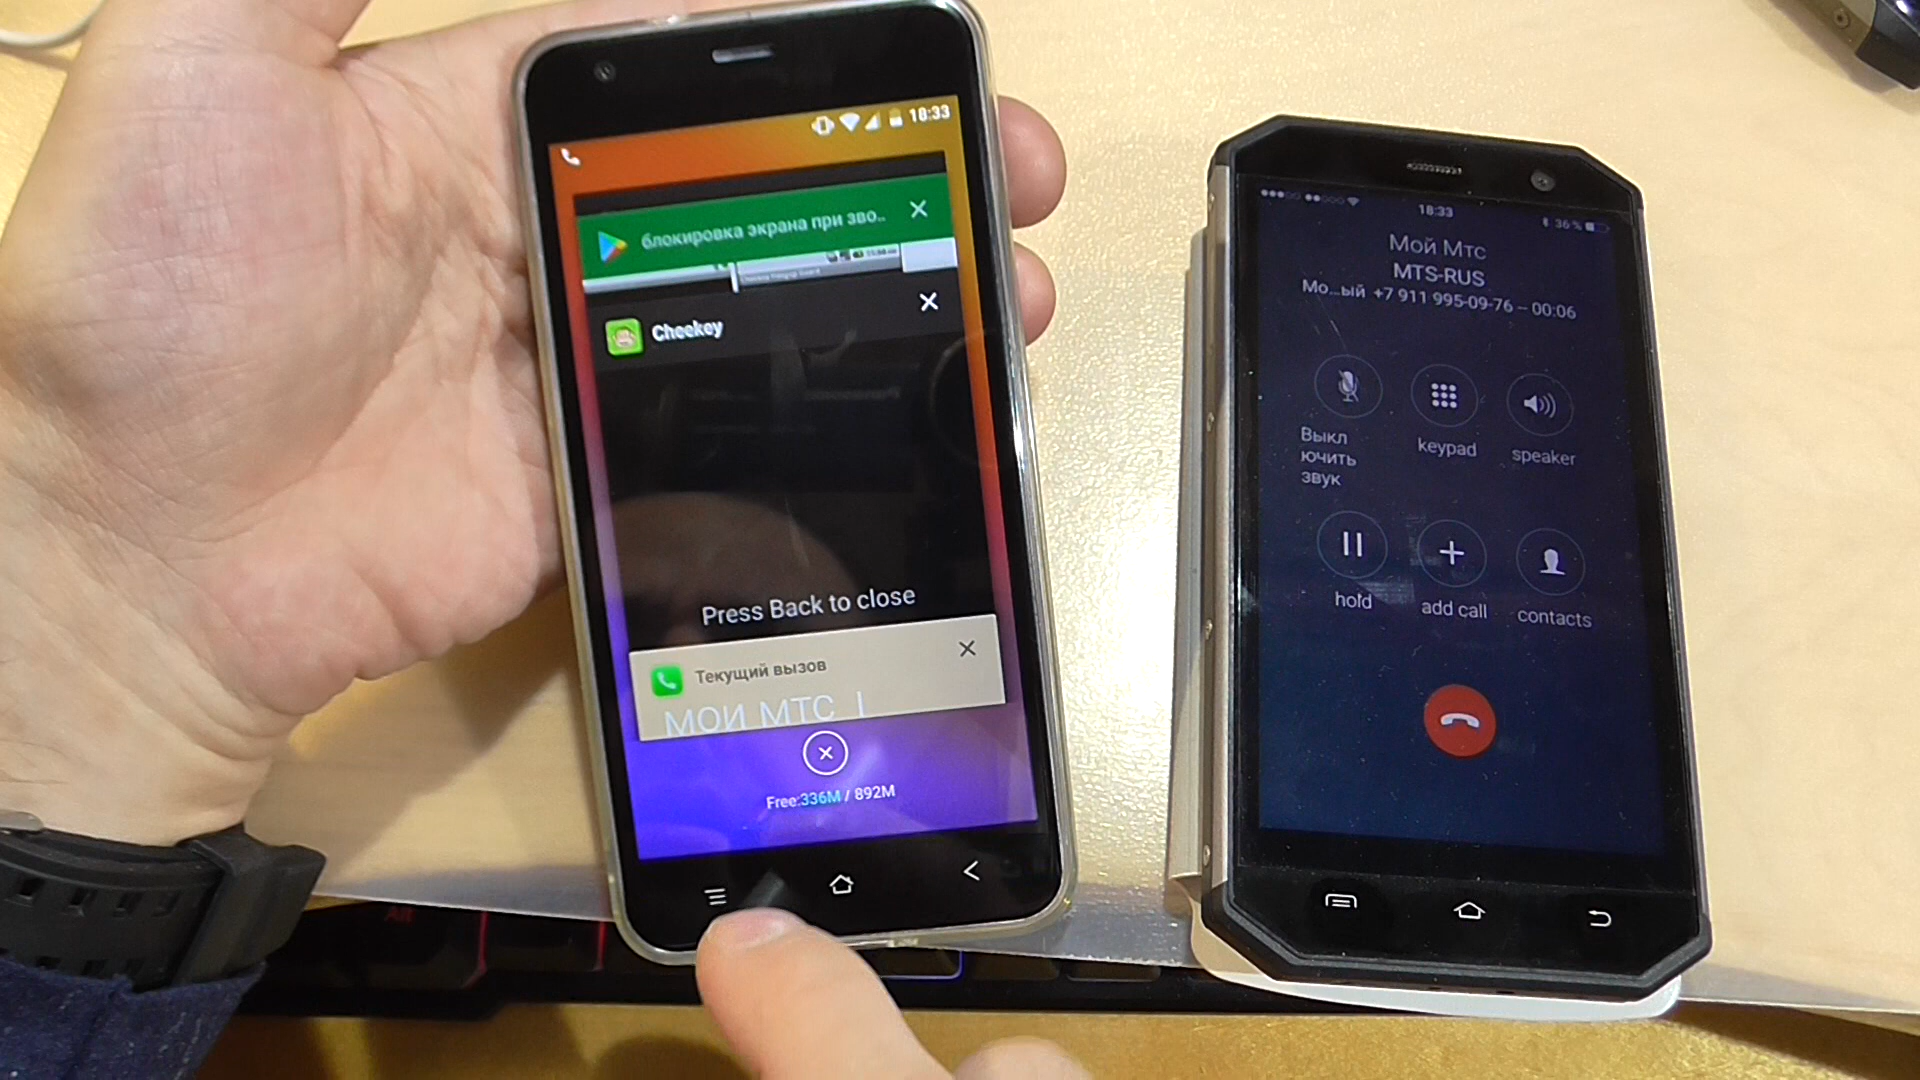 18:33
блокировка экрана при зво..
Cheekey
Press Back to close
Текущий вызов
МОЙ МТС
Free:336M / 892M
18:33
36 %
Мой Мтс
MTS-RUS
Мо...ый +7 911 995-09-76 – 00:06
Выкл
ючить
звук
keypad
speaker
hold
add call
contacts
Alt